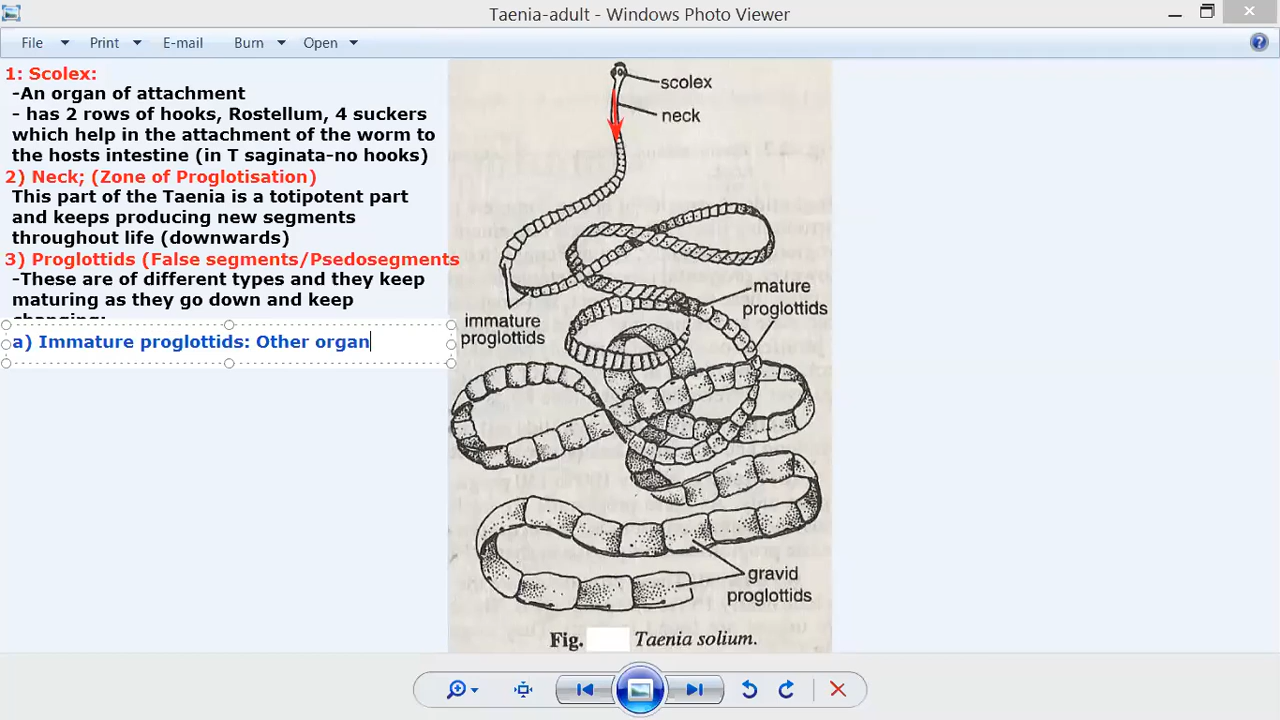 Taenia-adult - Windows Photo Viewer
File Print E-mail Burn Open
1: Scolex:
-An organ of attachment
- has 2 rows of hooks, Rostellum, 4 suckers
which help in the attachment of the worm to
the hosts intestine (in T saginata-no hooks)
2) Neck; (Zone of Proglotisation)
This part of the Taenia is a totipotent part
and keeps producing new segments
throughout life (downwards)
3) Proglottids (False segments/Psedosegments
-These are of different types and they keep
maturing as they go down and keep
changing:
a) Immature proglottids: Other organ
scolex
neck
mature
proglottids
immature
proglottids
gravid
proglottids
Fig. Taenia solium.